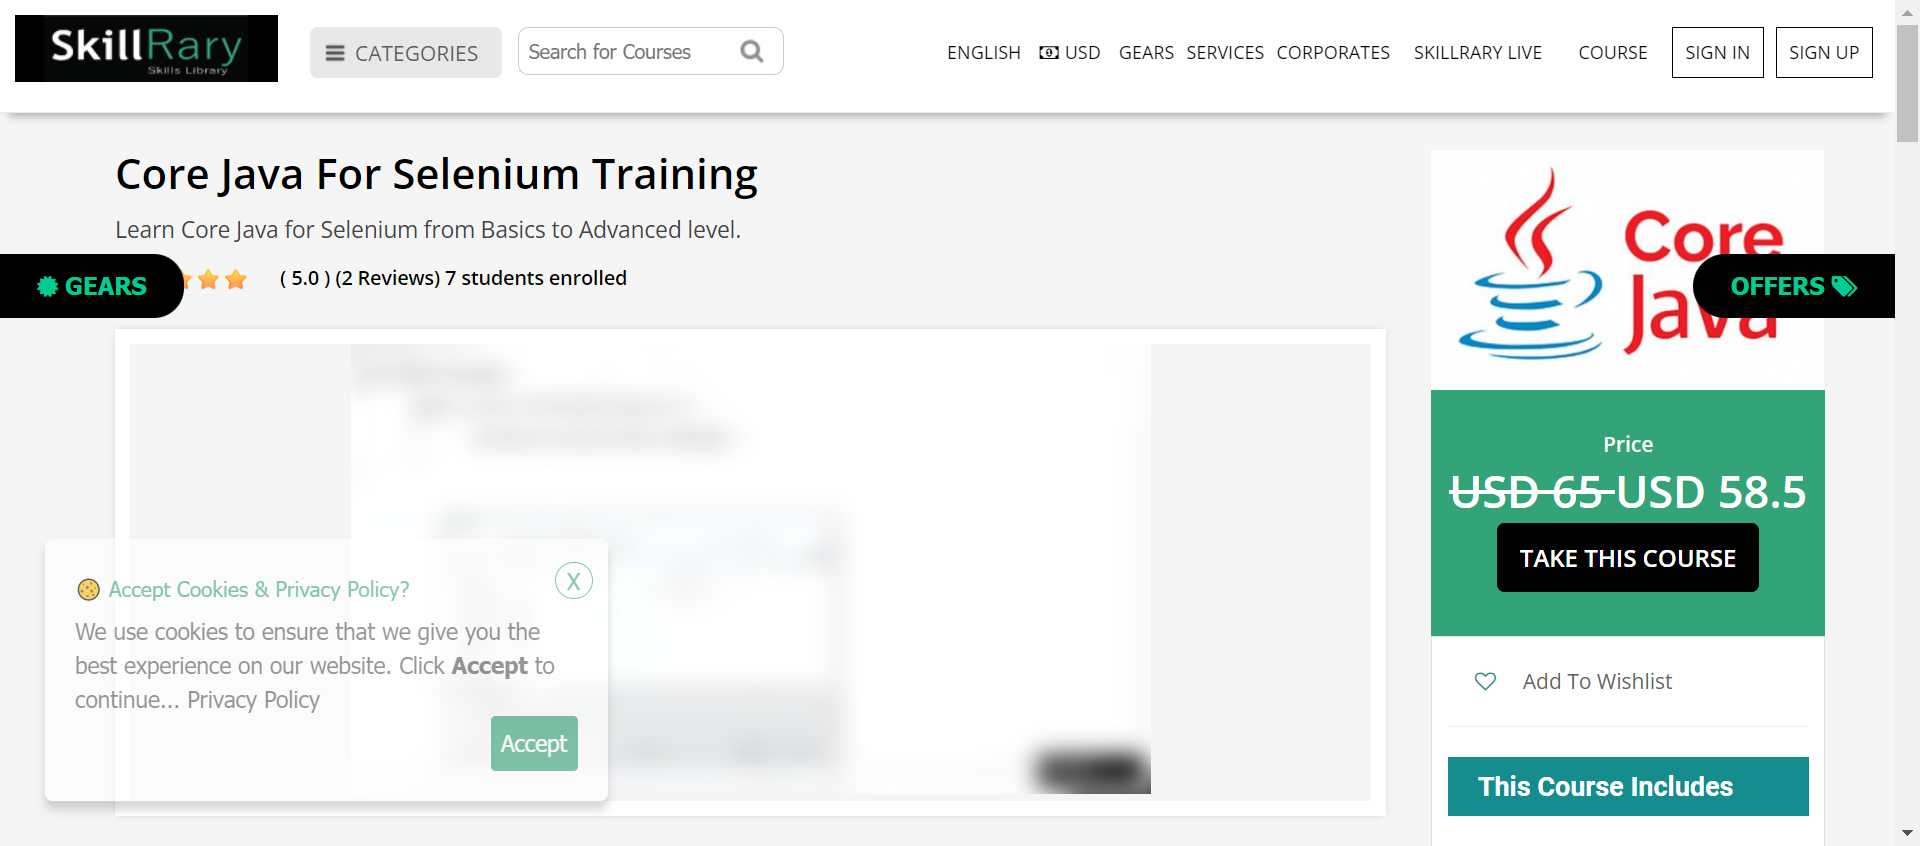 SkillRary
Skills Library
CATEGORIES
Search for Courses
ENGLISH
USD
GEARS
SERVICES
CORPORATES
SKILLRARY LIVE
COURSE
SIGN IN
SIGN UP
Core Java For Selenium Training
Learn Core Java for Selenium from Basics to Advanced level.
GEARS
( 5.0 ) (2 Reviews) 7 students enrolled
Core
Java
OFFERS
Price
USD 65 USD 58.5
TAKE THIS COURSE
Add To Wishlist
This Course Includes
Accept Cookies & Privacy Policy?
X
We use cookies to ensure that we give you the
best experience on our website. Click Accept to
continue... Privacy Policy
Accept